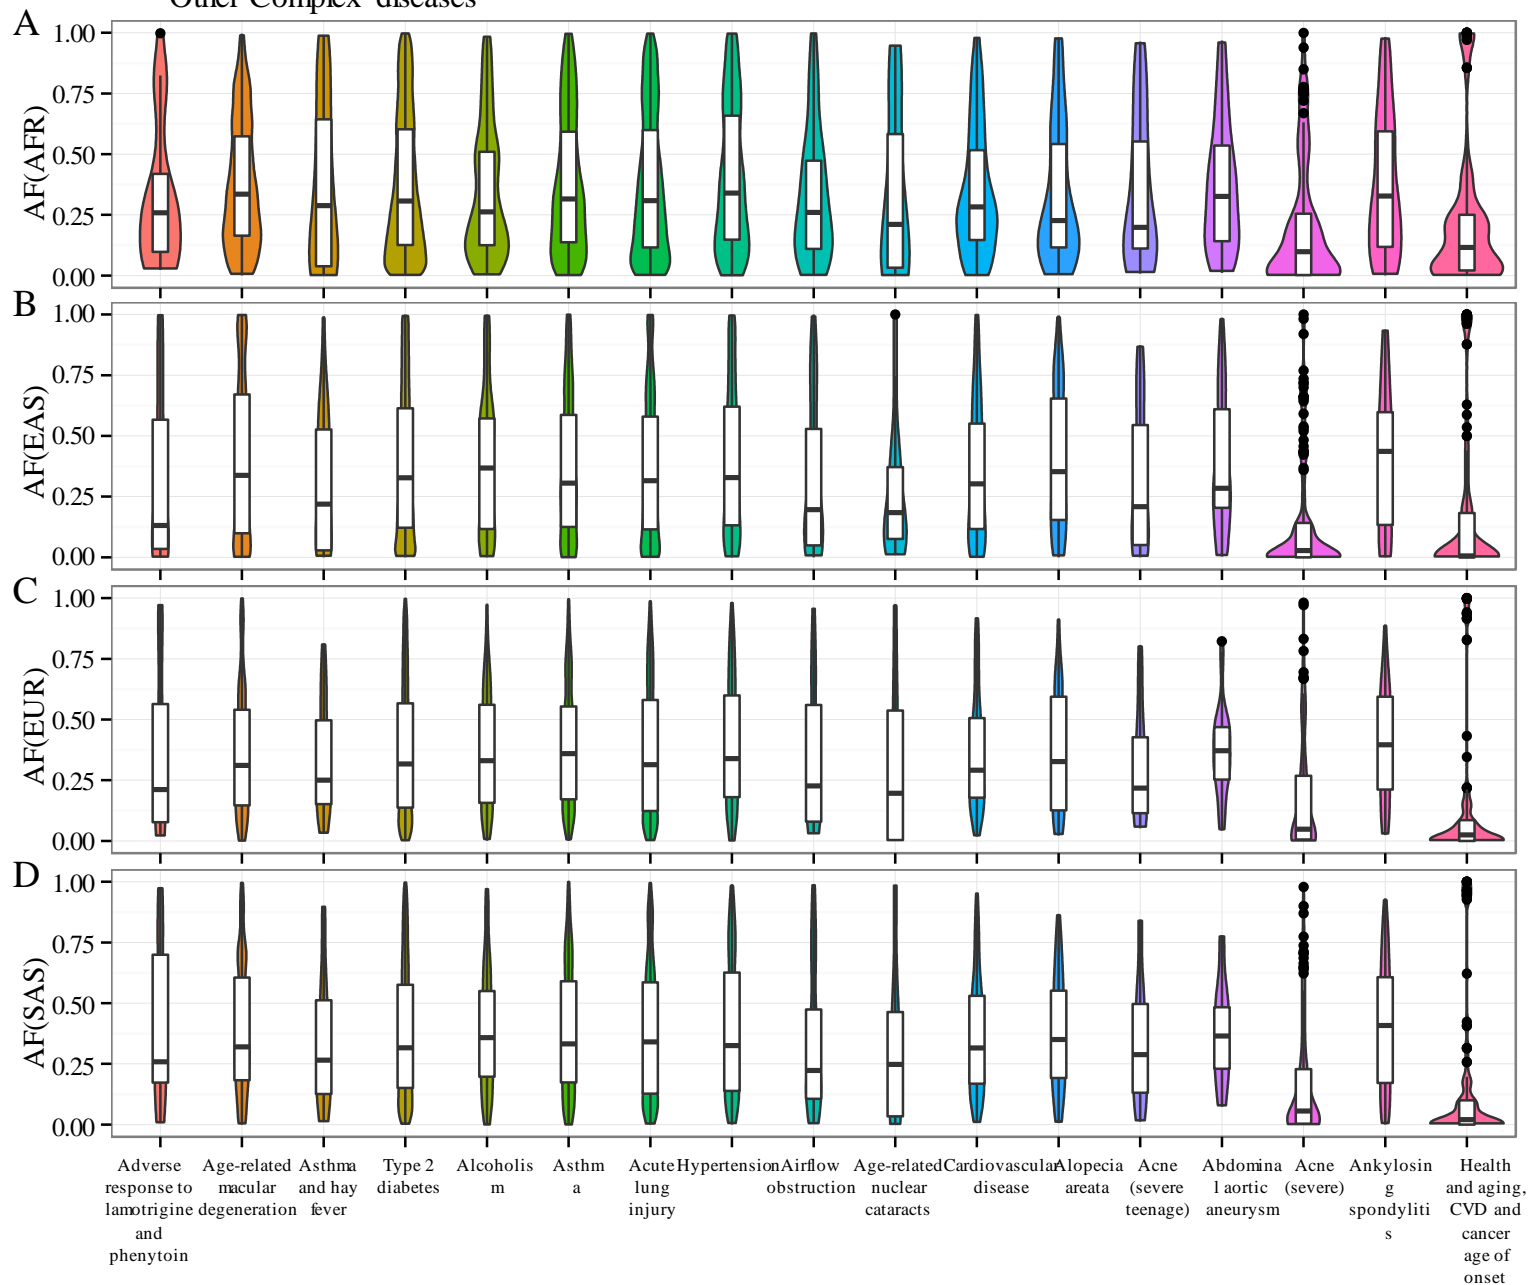 Other Complex diseases
A
1.00
0.75
0.50
0.25
0.00
AF(AFR)
B
1.00
0.75
0.50
0.25
0.00
AF(EAS)
C
1.00
0.75
0.50
0.25
0.00
AF(EUR)
D
1.00
0.75
0.50
0.25
0.00
AF(SAS)
Adverse
response to
lamotrigine
and
phenytoin
Age-related
macular
degeneration
Asthma
and hay
fever
Type 2
diabetes
Alcoholis
m
Asthm
a
Acute
lung
injury
Hypertension
Airflow
obstruction
Age-related
nuclear
cataracts
Cardiovascular
disease
Alopecia
areata
Acne
(severe
teenage)
Abdomina
l aortic
aneurysm
Acne
(severe)
Ankylosin
g
spondyliti
s
Health
and aging,
CVD and
cancer
age of
onset